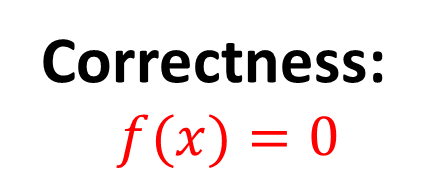 Correctness:
f(x) = 0